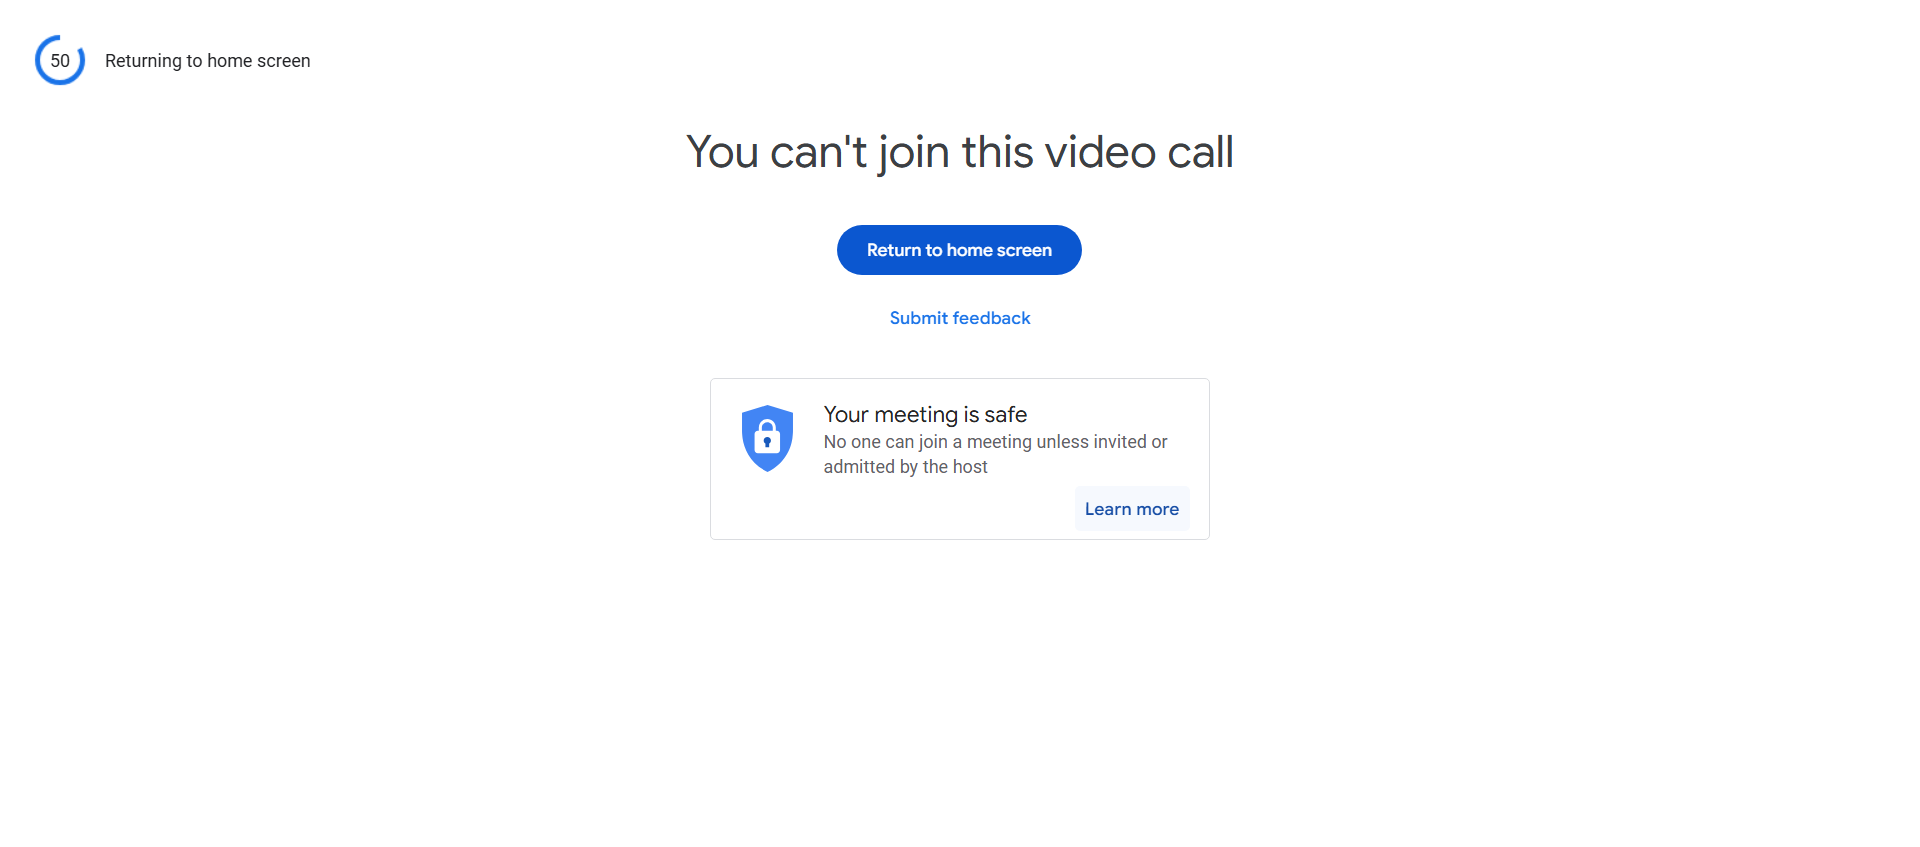 50
Returning to home screen
You can't join this video call
Return to home screen
Submit feedback
Your meeting is safe
No one can join a meeting unless invited or
admitted by the host
Learn more